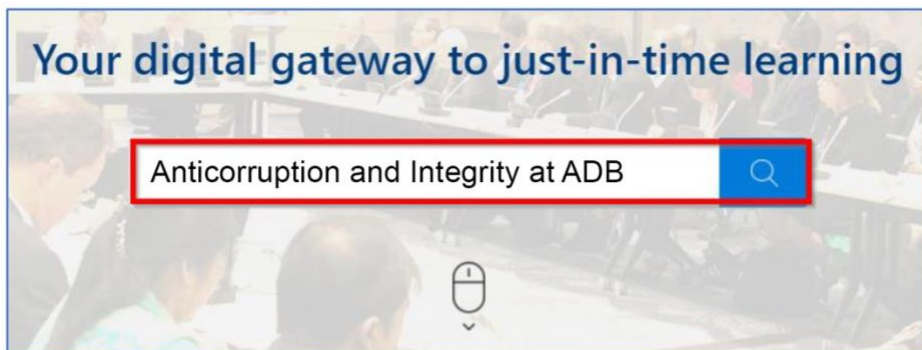 Your digital gateway to just-in-time learning
Anticorruption and Integrity at ADB